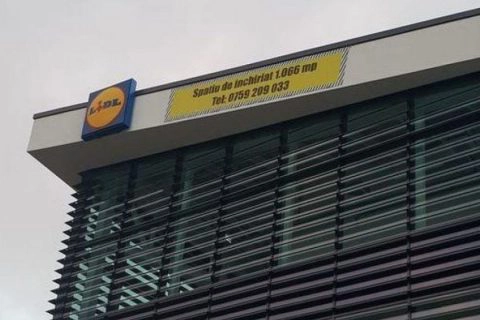 LIDL
Spatiu de inchiriat 1.066 mp
Tel: 0759 209 033